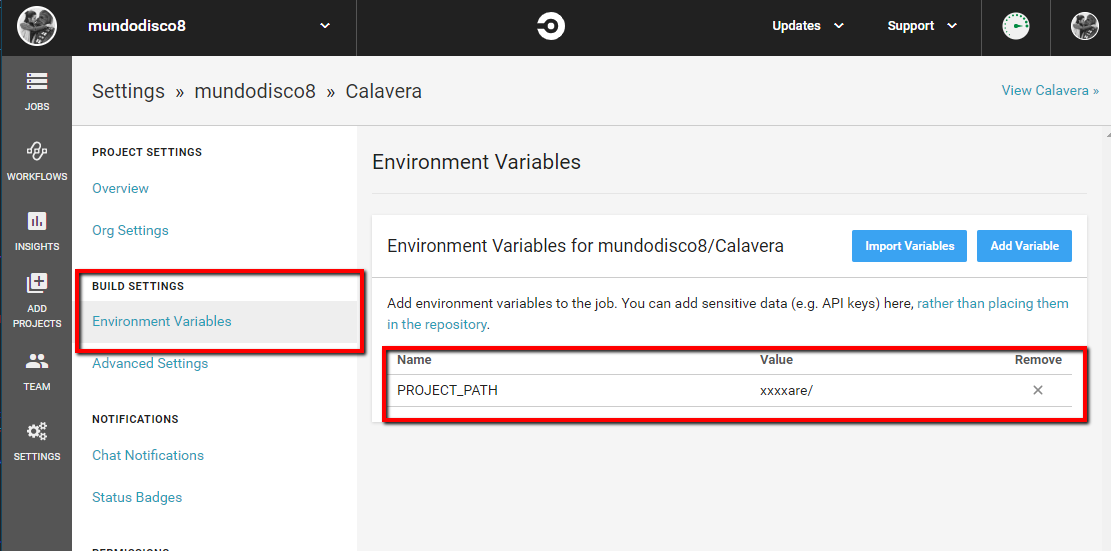 mundodisco8
Updates
Support
JOBS
WORKFLOWS
INSIGHTS
ADD
PROJECTS
TEAM
SETTINGS
Settings » mundodisco8 » Calavera
View Calavera »
PROJECT SETTINGS
Overview
Org Settings
BUILD SETTINGS
Environment Variables
Advanced Settings
NOTIFICATIONS
Chat Notifications
Status Badges
PERMISSIONS
Environment Variables
Environment Variables for mundodisco8/Calavera
Import Variables
Add Variable
Add environment variables to the job. You can add sensitive data (e.g. API keys) here, rather than placing them
in the repository.
Name Value Remove
PROJECT_PATH xxxxare/ ×